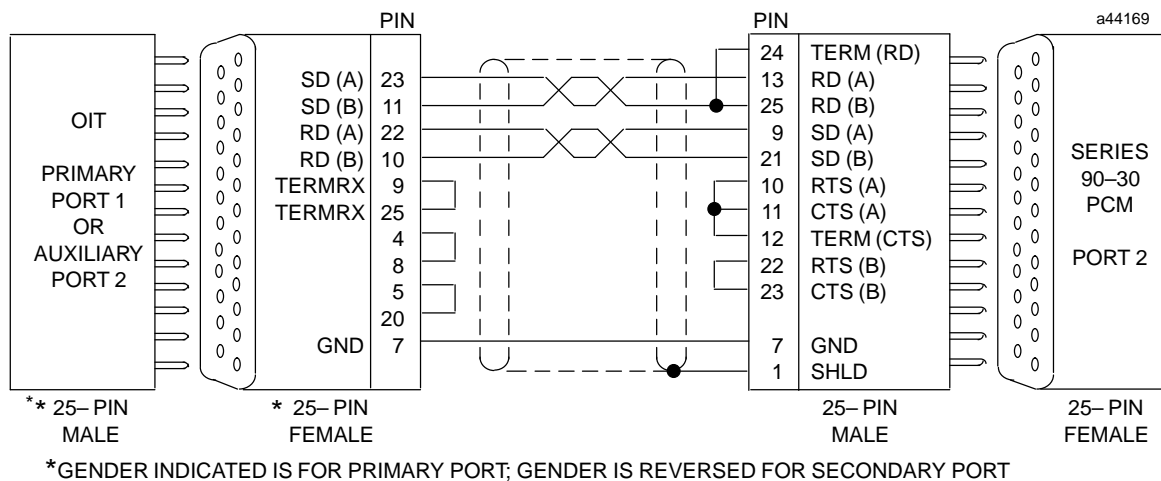 PIN
PIN
a44169
OIT
PRIMARY
PORT 1
OR
AUXILIARY
PORT 2
SD (A) 23
SD (B) 11
RD (A) 22
RD (B) 10
TERMRX 9
TERMRX 25
4
8
5
20
GND 7
24 TERM (RD)
13 RD (A)
25 RD (B)
9 SD (A)
21 SD (B)
10 RTS (A)
11 CTS (A)
12 TERM (CTS)
22 RTS (B)
23 CTS (B)
7 GND
1 SHLD
SERIES
90–30
PCM
PORT 2
** 25– PIN
MALE
* 25– PIN
FEMALE
25– PIN
MALE
25– PIN
FEMALE
*GENDER INDICATED IS FOR PRIMARY PORT; GENDER IS REVERSED FOR SECONDARY PORT